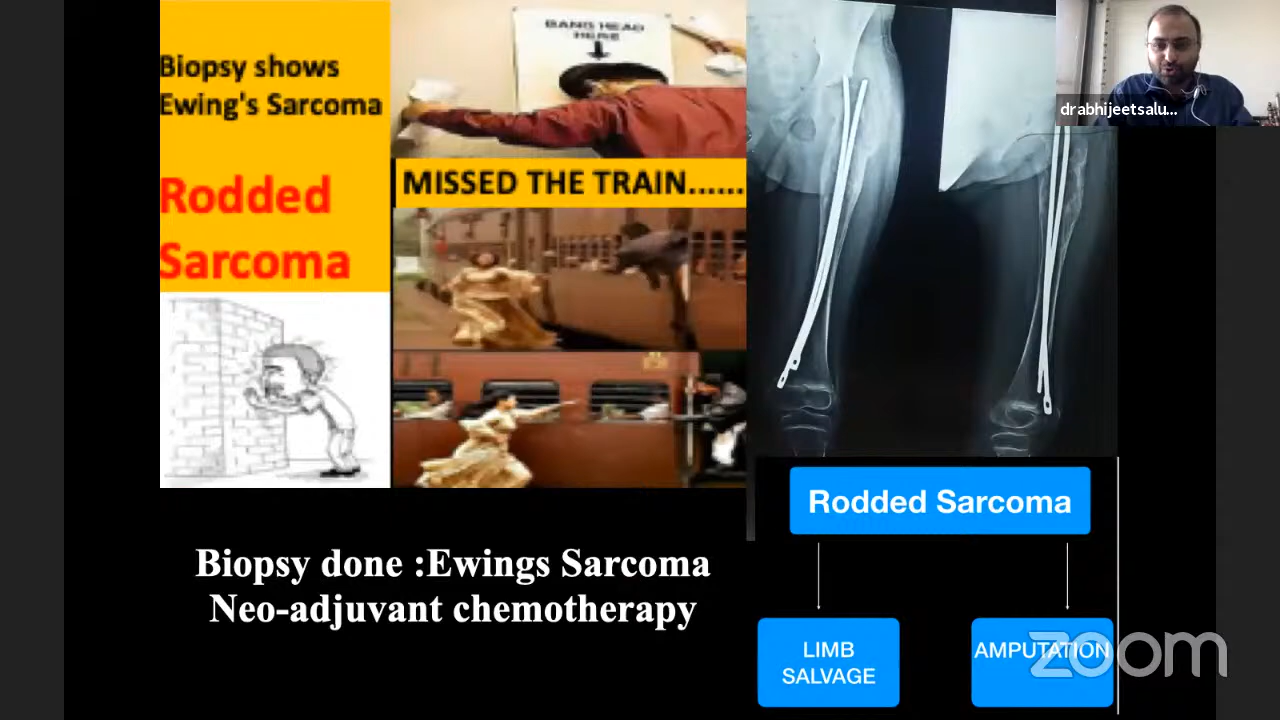 Biopsy shows
Ewing's Sarcoma
Rodded
Sarcoma
BANG HEAD
HERE
MISSED THE TRAIN......
drabhijeetsalu...
Biopsy done :Ewings Sarcoma
Neo-adjuvant chemotherapy
Rodded Sarcoma
LIMB
SALVAGE
AMPUTATION
zoom